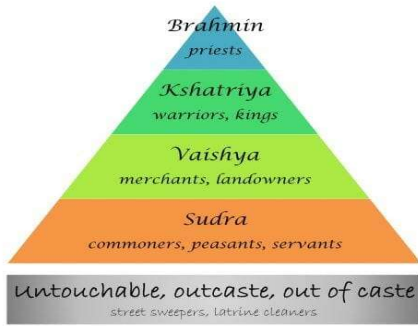 Brahmin
priests
Kshatriya
warriors, kings
Vaishya
merchants, landowners
Sudra
commoners, peasants, servants
Untouchable, outcaste, out of caste
street sweepers, latrine cleaners